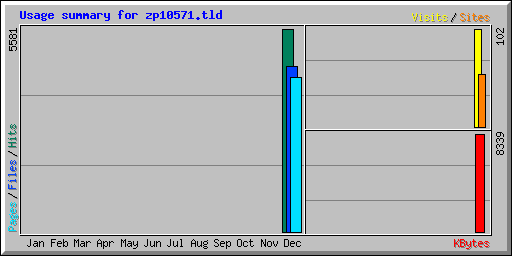 Usage summary for zp10571.tld
Visits/Sites
5581
102
Pages/Files/Hits
8339
Jan Feb Mar Apr May Jun Jul Aug Sep Oct Nov Dec
KBytes